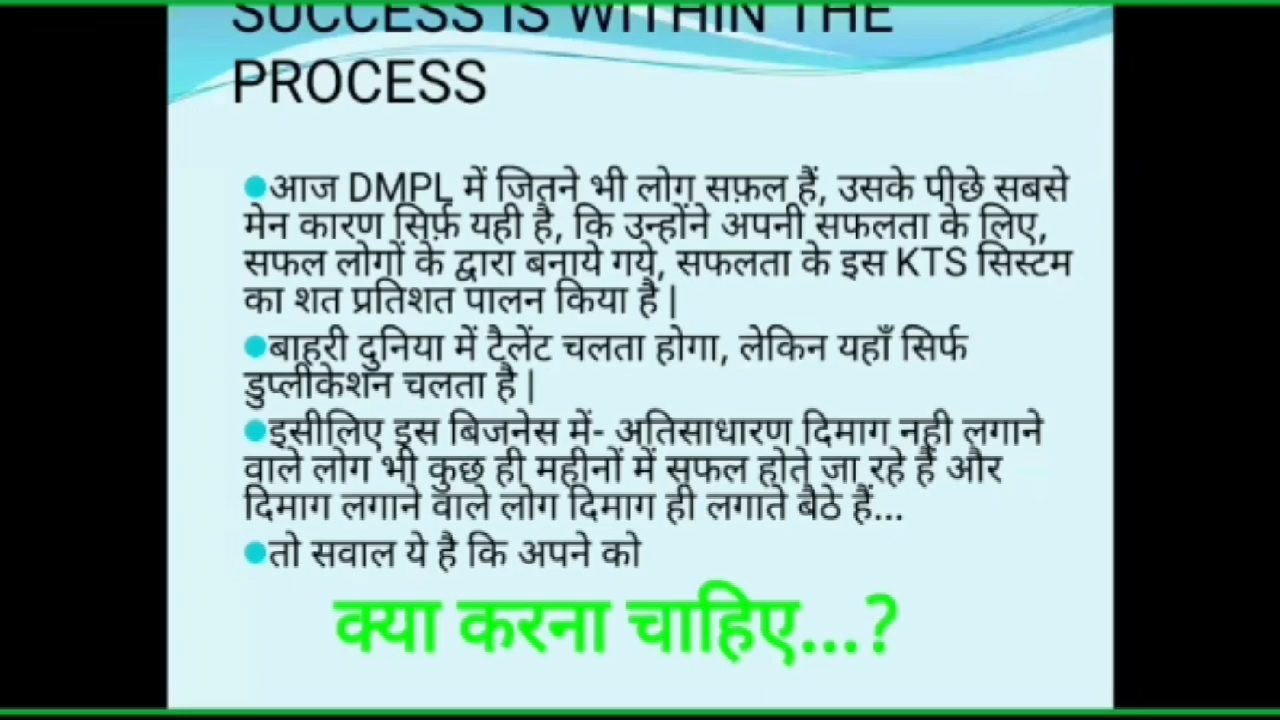 SUCCESS IS WITHIN THE
PROCESS
आज DMPL में जितने भी लोग सफ़ल हैं, उसके पीछे सबसे
मेन कारण सिर्फ़ यही है, कि उन्होंने अपनी सफलता के लिए,
सफल लोगों के द्वारा बनाये गये, सफलता के इस KTS सिस्टम
का शत प्रतिशत पालन किया है |
बाहरी दुनिया में टैलेंट चलता होगा, लेकिन यहाँ सिर्फ
डुप्लीकेशन चलता है |
इसीलिए इस बिजनेस में- अतिसाधारण दिमाग नही लगाने
वाले लोग भी कुछ ही महीनों में सफल होते जा रहे हैं और
दिमाग लगाने वाले लोग दिमाग ही लगाते बैठे हैं...
तो सवाल ये है कि अपने को
क्या करना चाहिए...?